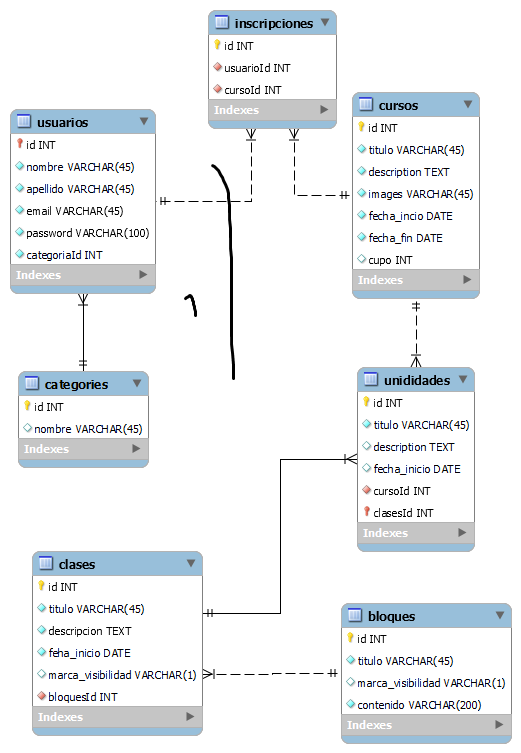 inscripciones
id INT
usuarioId INT
cursoId INT
Indexes
usuarios
id INT
nombre VARCHAR(45)
apellido VARCHAR(45)
email VARCHAR(45)
password VARCHAR(100)
categoriaId INT
Indexes
cursos
id INT
titulo VARCHAR(45)
description TEXT
images VARCHAR(45)
fecha_incio DATE
fecha_fin DATE
cupo INT
Indexes
categories
id INT
nombre VARCHAR(45)
Indexes
unididades
id INT
titulo VARCHAR(45)
description TEXT
fecha_inicio DATE
cursoId INT
clasesId INT
Indexes
clases
id INT
titulo VARCHAR(45)
descripcion TEXT
feha_inicio DATE
marca_visibilidad VARCHAR(1)
bloquesId INT
Indexes
bloques
id INT
titulo VARCHAR(45)
marca_visibilidad VARCHAR(1)
contenido VARCHAR(200)
Indexes